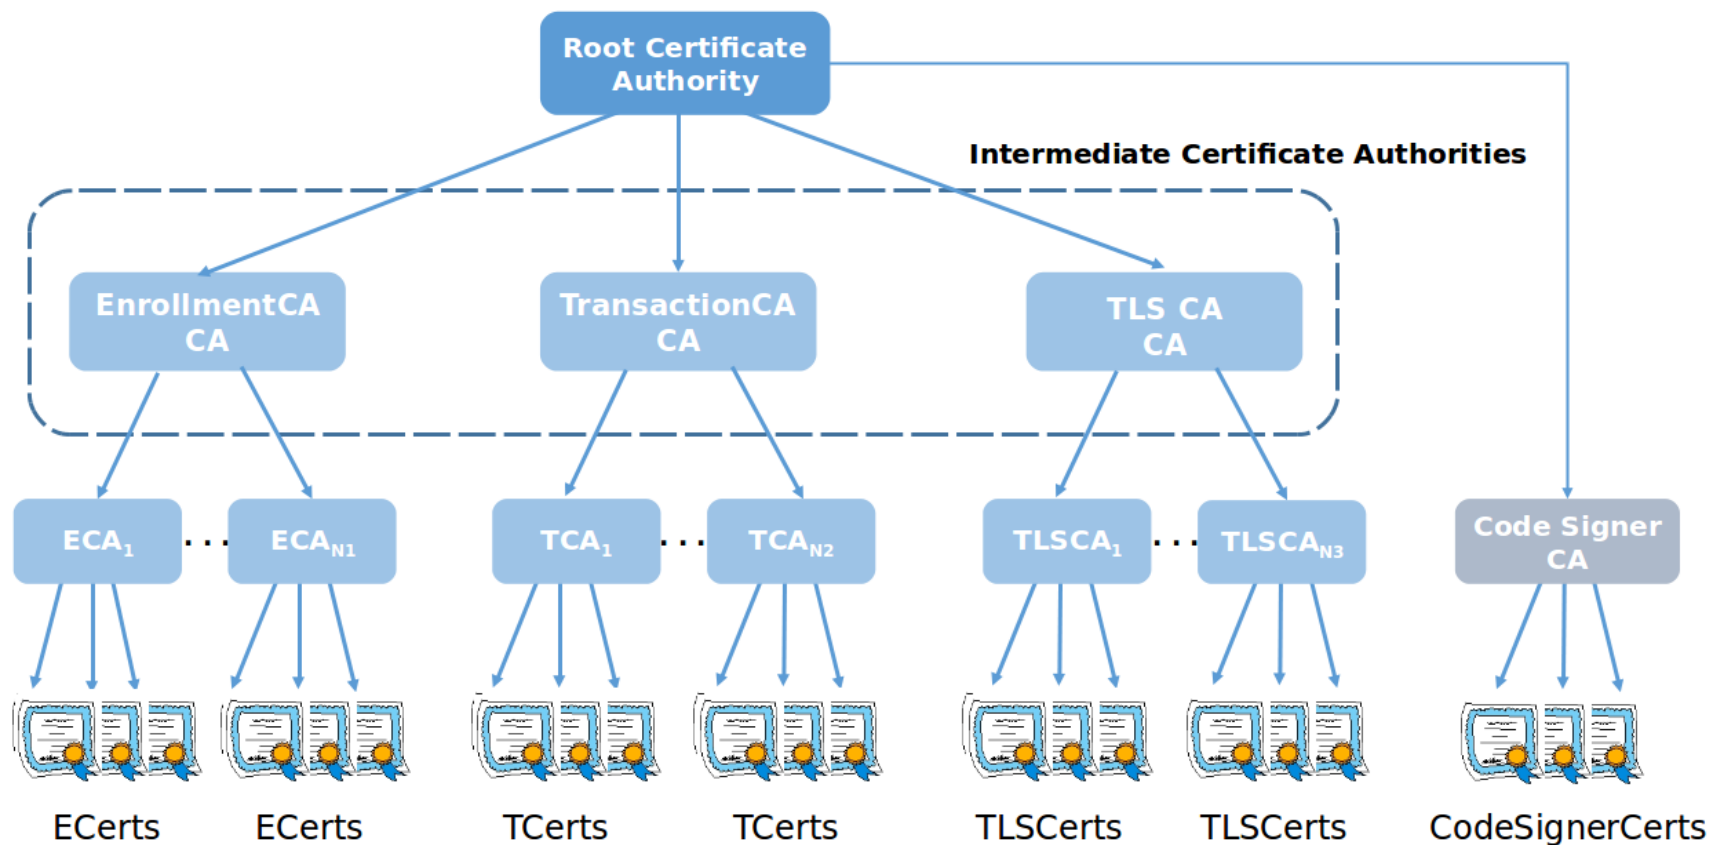 Root Certificate
Authority
Intermediate Certificate Authorities
EnrollmentCA
CA
TransactionCA
CA
TLS CA
CA
ECA1
. . .
ECAN1
TCA1
. . .
TCAN2
TLSCA1
. . .
TLSCAN3
Code Signer
CA
ECerts
ECerts
TCerts
TCerts
TLSCerts
TLSCerts
CodeSignerCerts